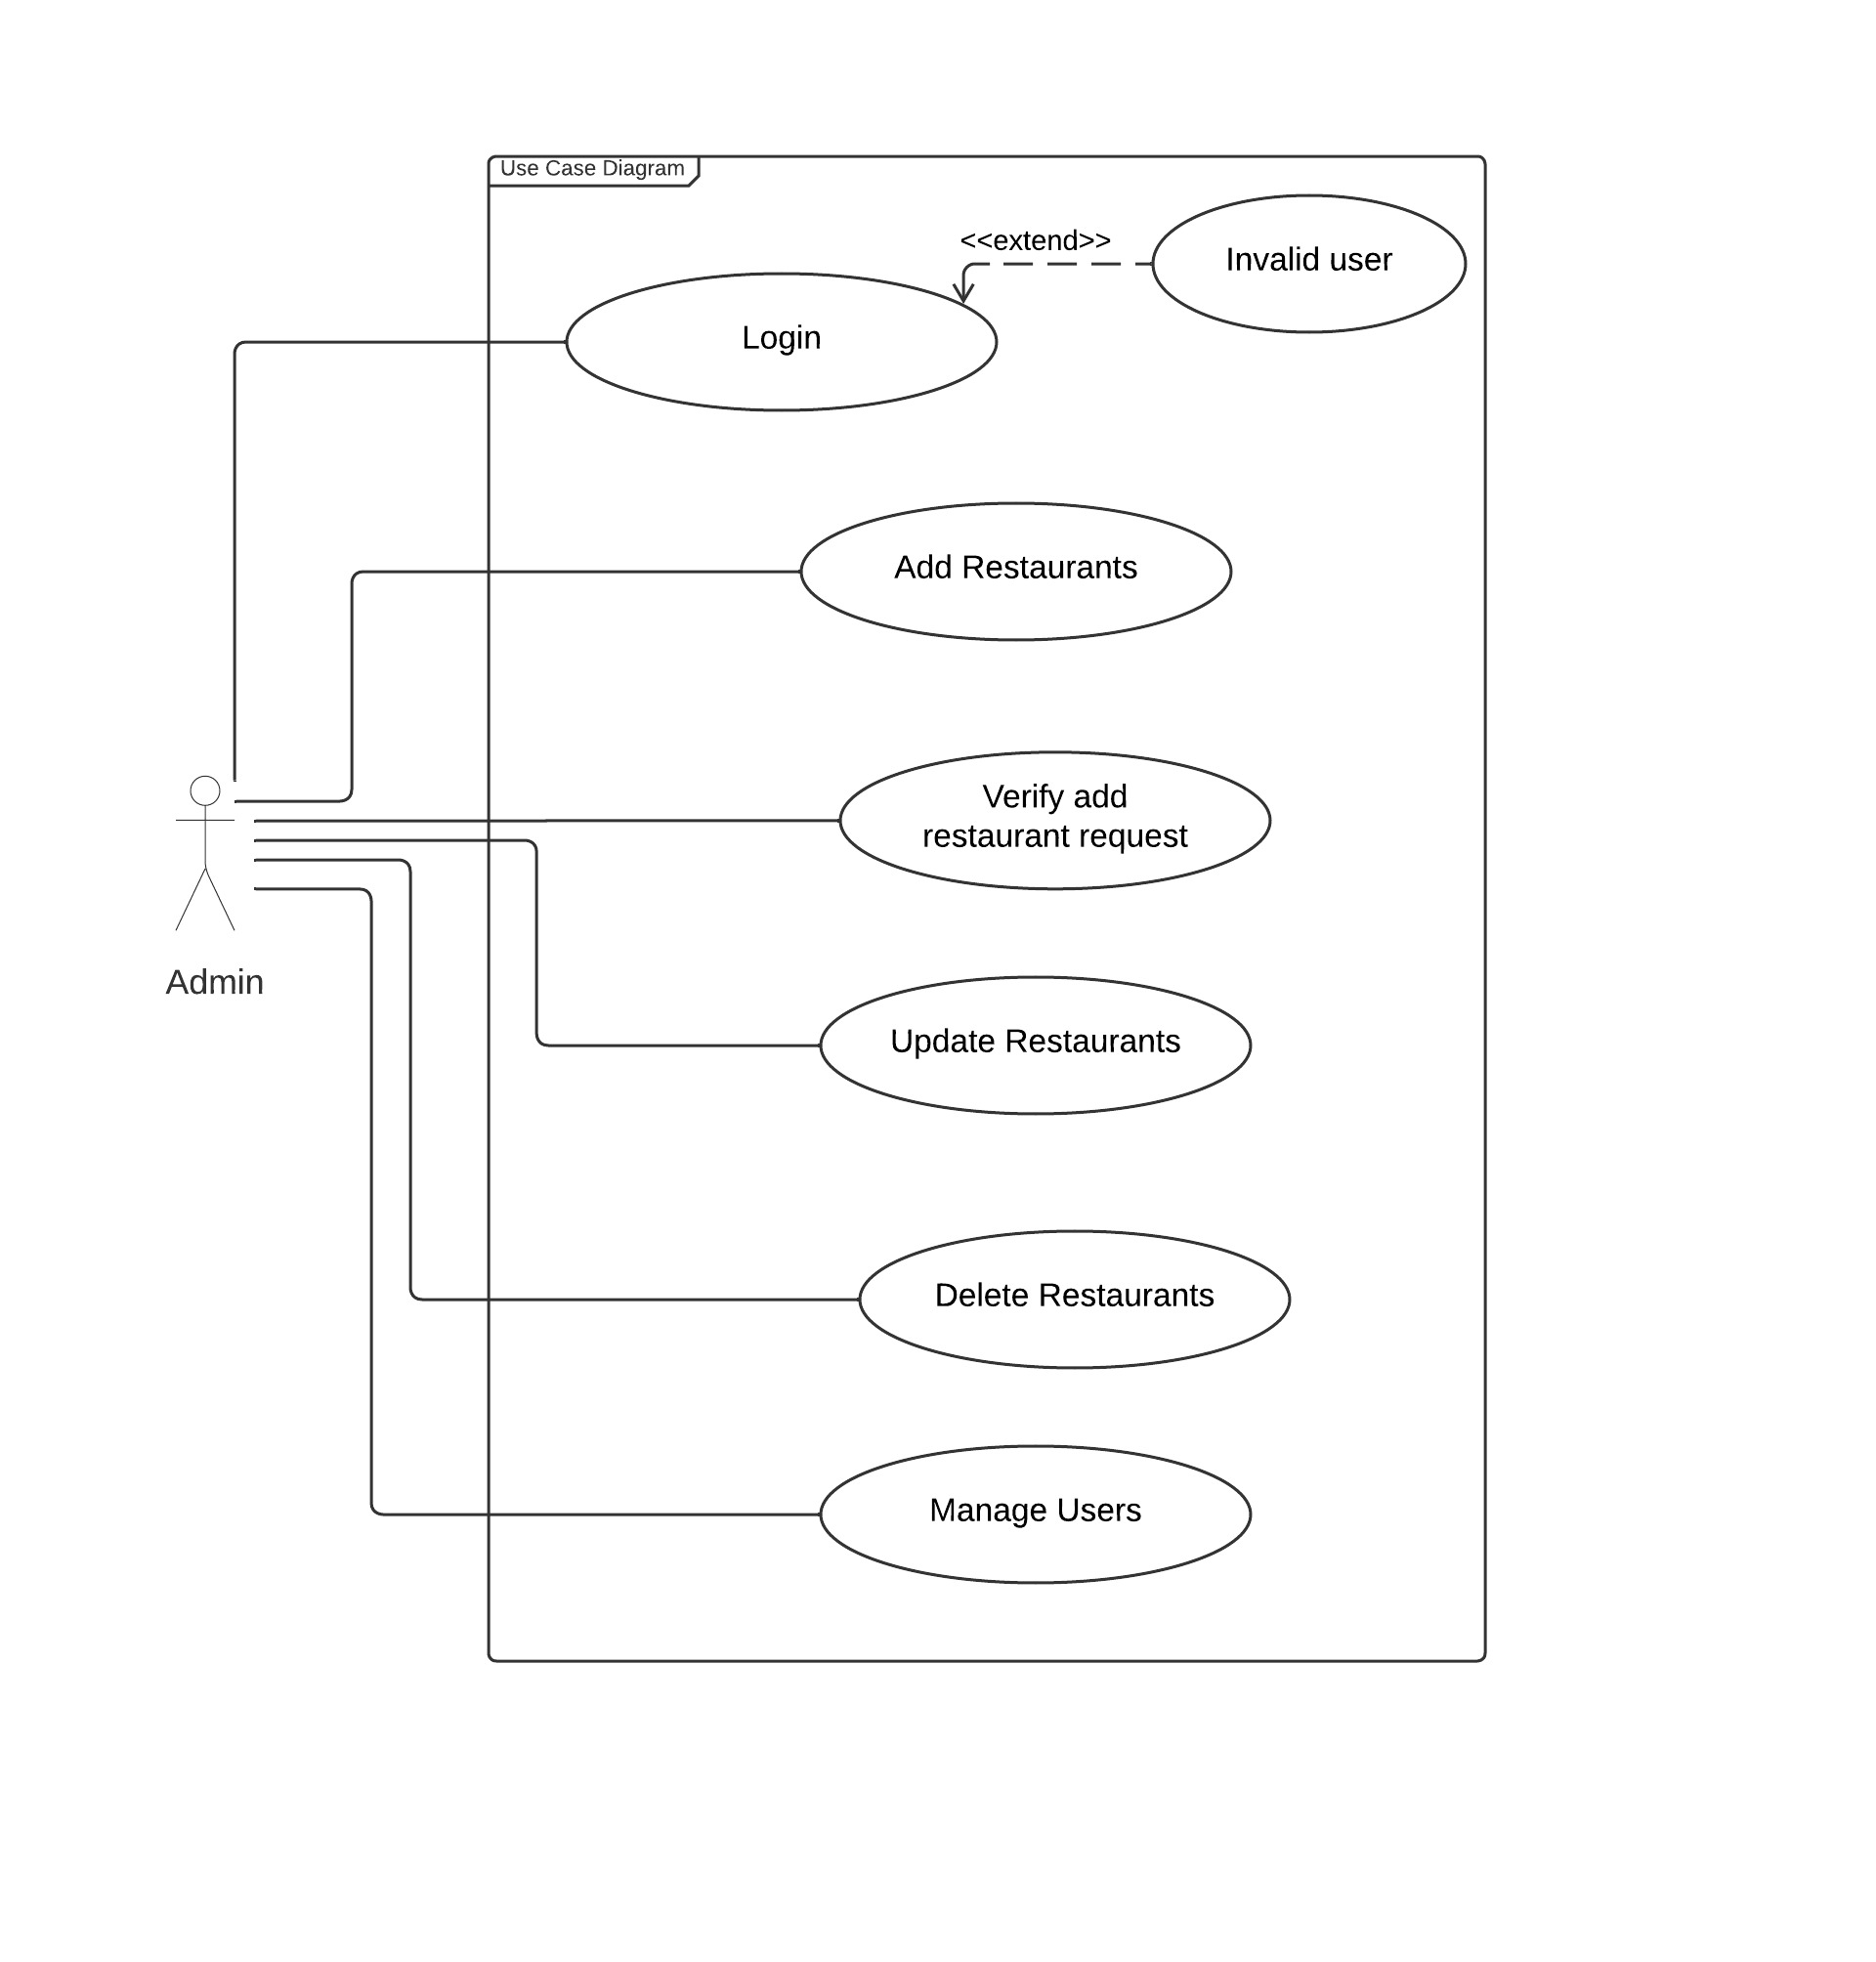 Use Case Diagram
<<extend>>
Invalid user
Login
Add Restaurants
Verify add
restaurant request
Admin
Update Restaurants
Delete Restaurants
Manage Users